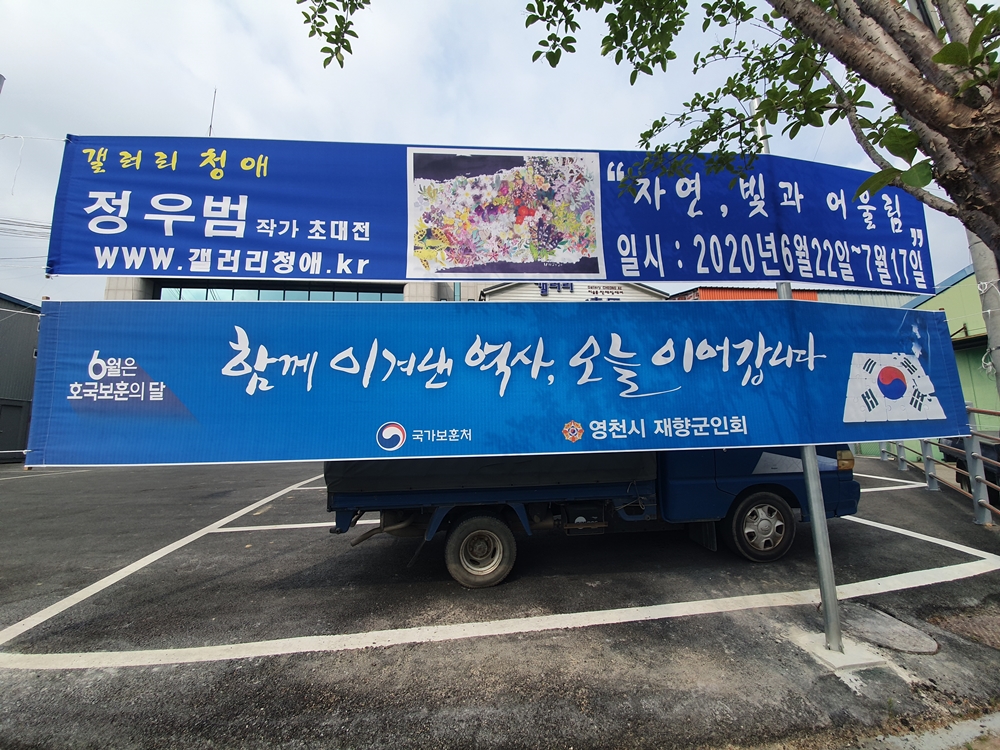 갤러리 청애
정우범 작가 초대전
www.갤러리청애.kr
“자연, 빛과 어울림”
일시 : 2020년6월22일~7월17일
갤러리
6월은
호국보훈의 달
함께 이겨낸 역사, 오늘 이어갑니다
국가보훈처
영천시 재향군인회